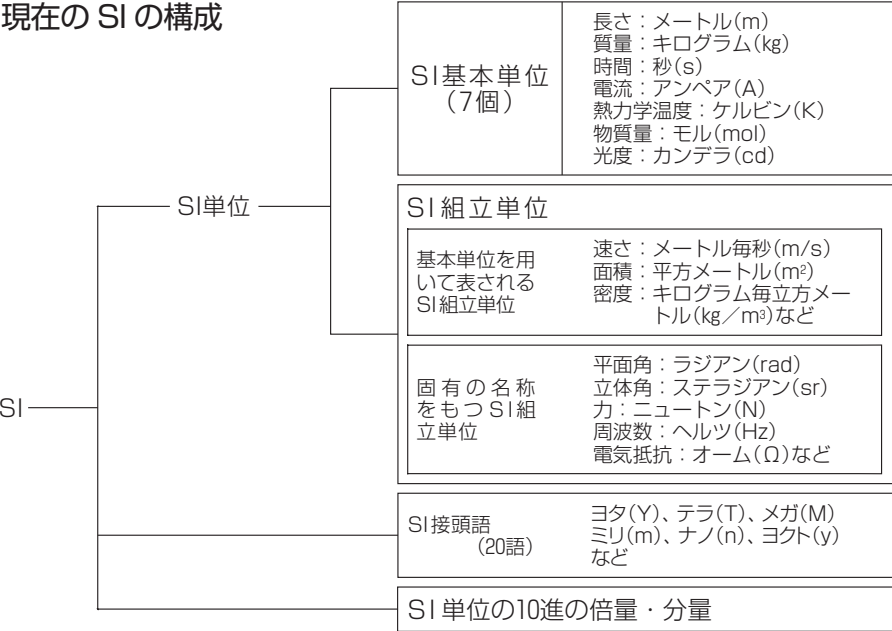 現在の SI の構成
SI
SI単位
SI基本単位
(7個)
長さ：メートル(m)
質量：キログラム(㎏)
時間：秒(s)
電流：アンペア(A)
熱力学温度：ケルビン(K)
物質量：モル(mol)
光度：カンデラ(cd)
SI組立単位
基本単位を用
いて表される
SI組立単位
速さ：メートル毎秒(m/s)
面積：平方メートル(m²)
密度：キログラム毎立方メー
トル(㎏／m³)など
固有の名称
をもつSI組
立単位
平面角：ラジアン(rad)
立体角：ステラジアン(sr)
力：ニュートン(N)
周波数：ヘルツ(Hz)
電気抵抗：オーム(Ω)など
SI接頭語
(20語)
ヨタ(Y)、テラ(T)、メガ(M)
ミリ(m)、ナノ(n)、ヨクト(y)
など
SI単位の10進の倍量・分量